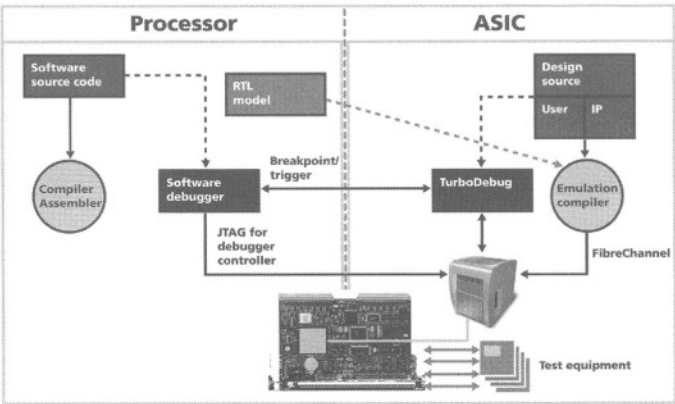 Processor
ASIC
Software
source code
RTL
model
Design
source
User
IP
Compiler
Assembler
Software
debugger
Breakpoint/
trigger
TurboDebug
Emulation
compiler
JTAG for
debugger
controller
FibreChannel
Test equipment